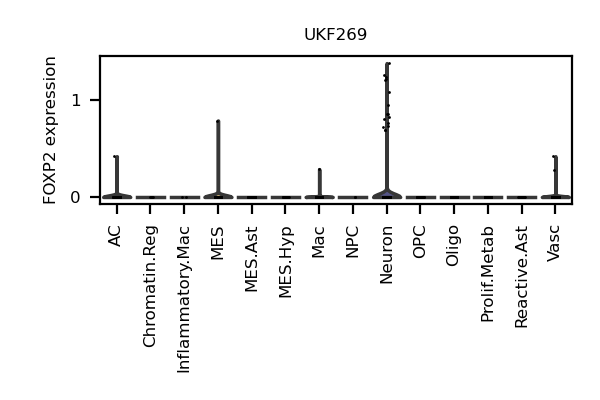 UKF269
FOXP2 expression
1
0
AC
Chromatin.Reg
Inflammatory.Mac
MES
MES.Ast
MES.Hyp
Mac
NPC
Neuron
OPC
Oligo
Prolif.Metab
Reactive.Ast
Vasc